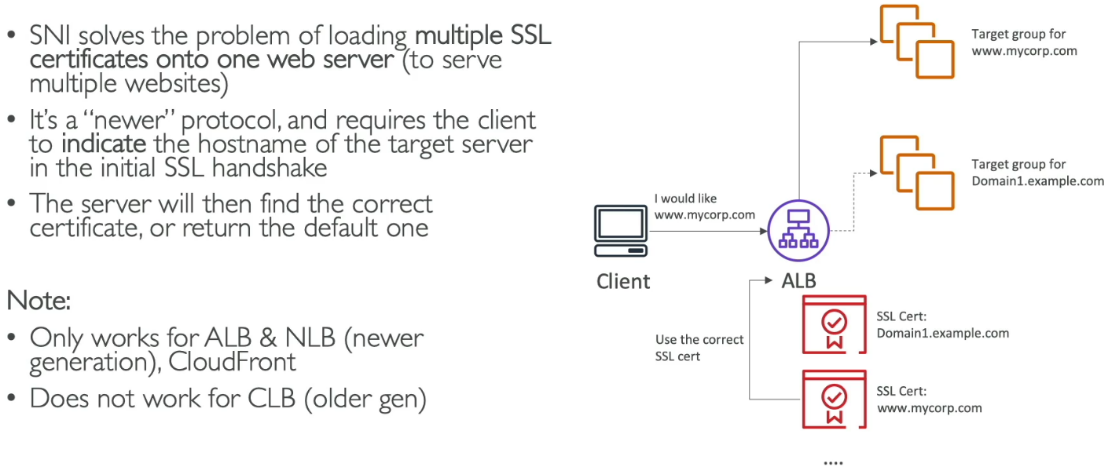 • SNI solves the problem of loading multiple SSL
certificates onto one web server (to serve
multiple websites)
• It's a "newer" protocol, and requires the client
to indicate the hostname of the target server
in the initial SSL handshake
• The server will then find the correct
certificate, or return the default one
Note:
• Only works for ALB & NLB (newer
generation), CloudFront
• Does not work for CLB (older gen)
Target group for
www.mycorp.com
Target group for
Domain1.example.com
I would like
www.mycorp.com
Client
ALB
Use the correct
SSL cert
SSL Cert:
Domain1.example.com
SSL Cert:
www.mycorp.com
....